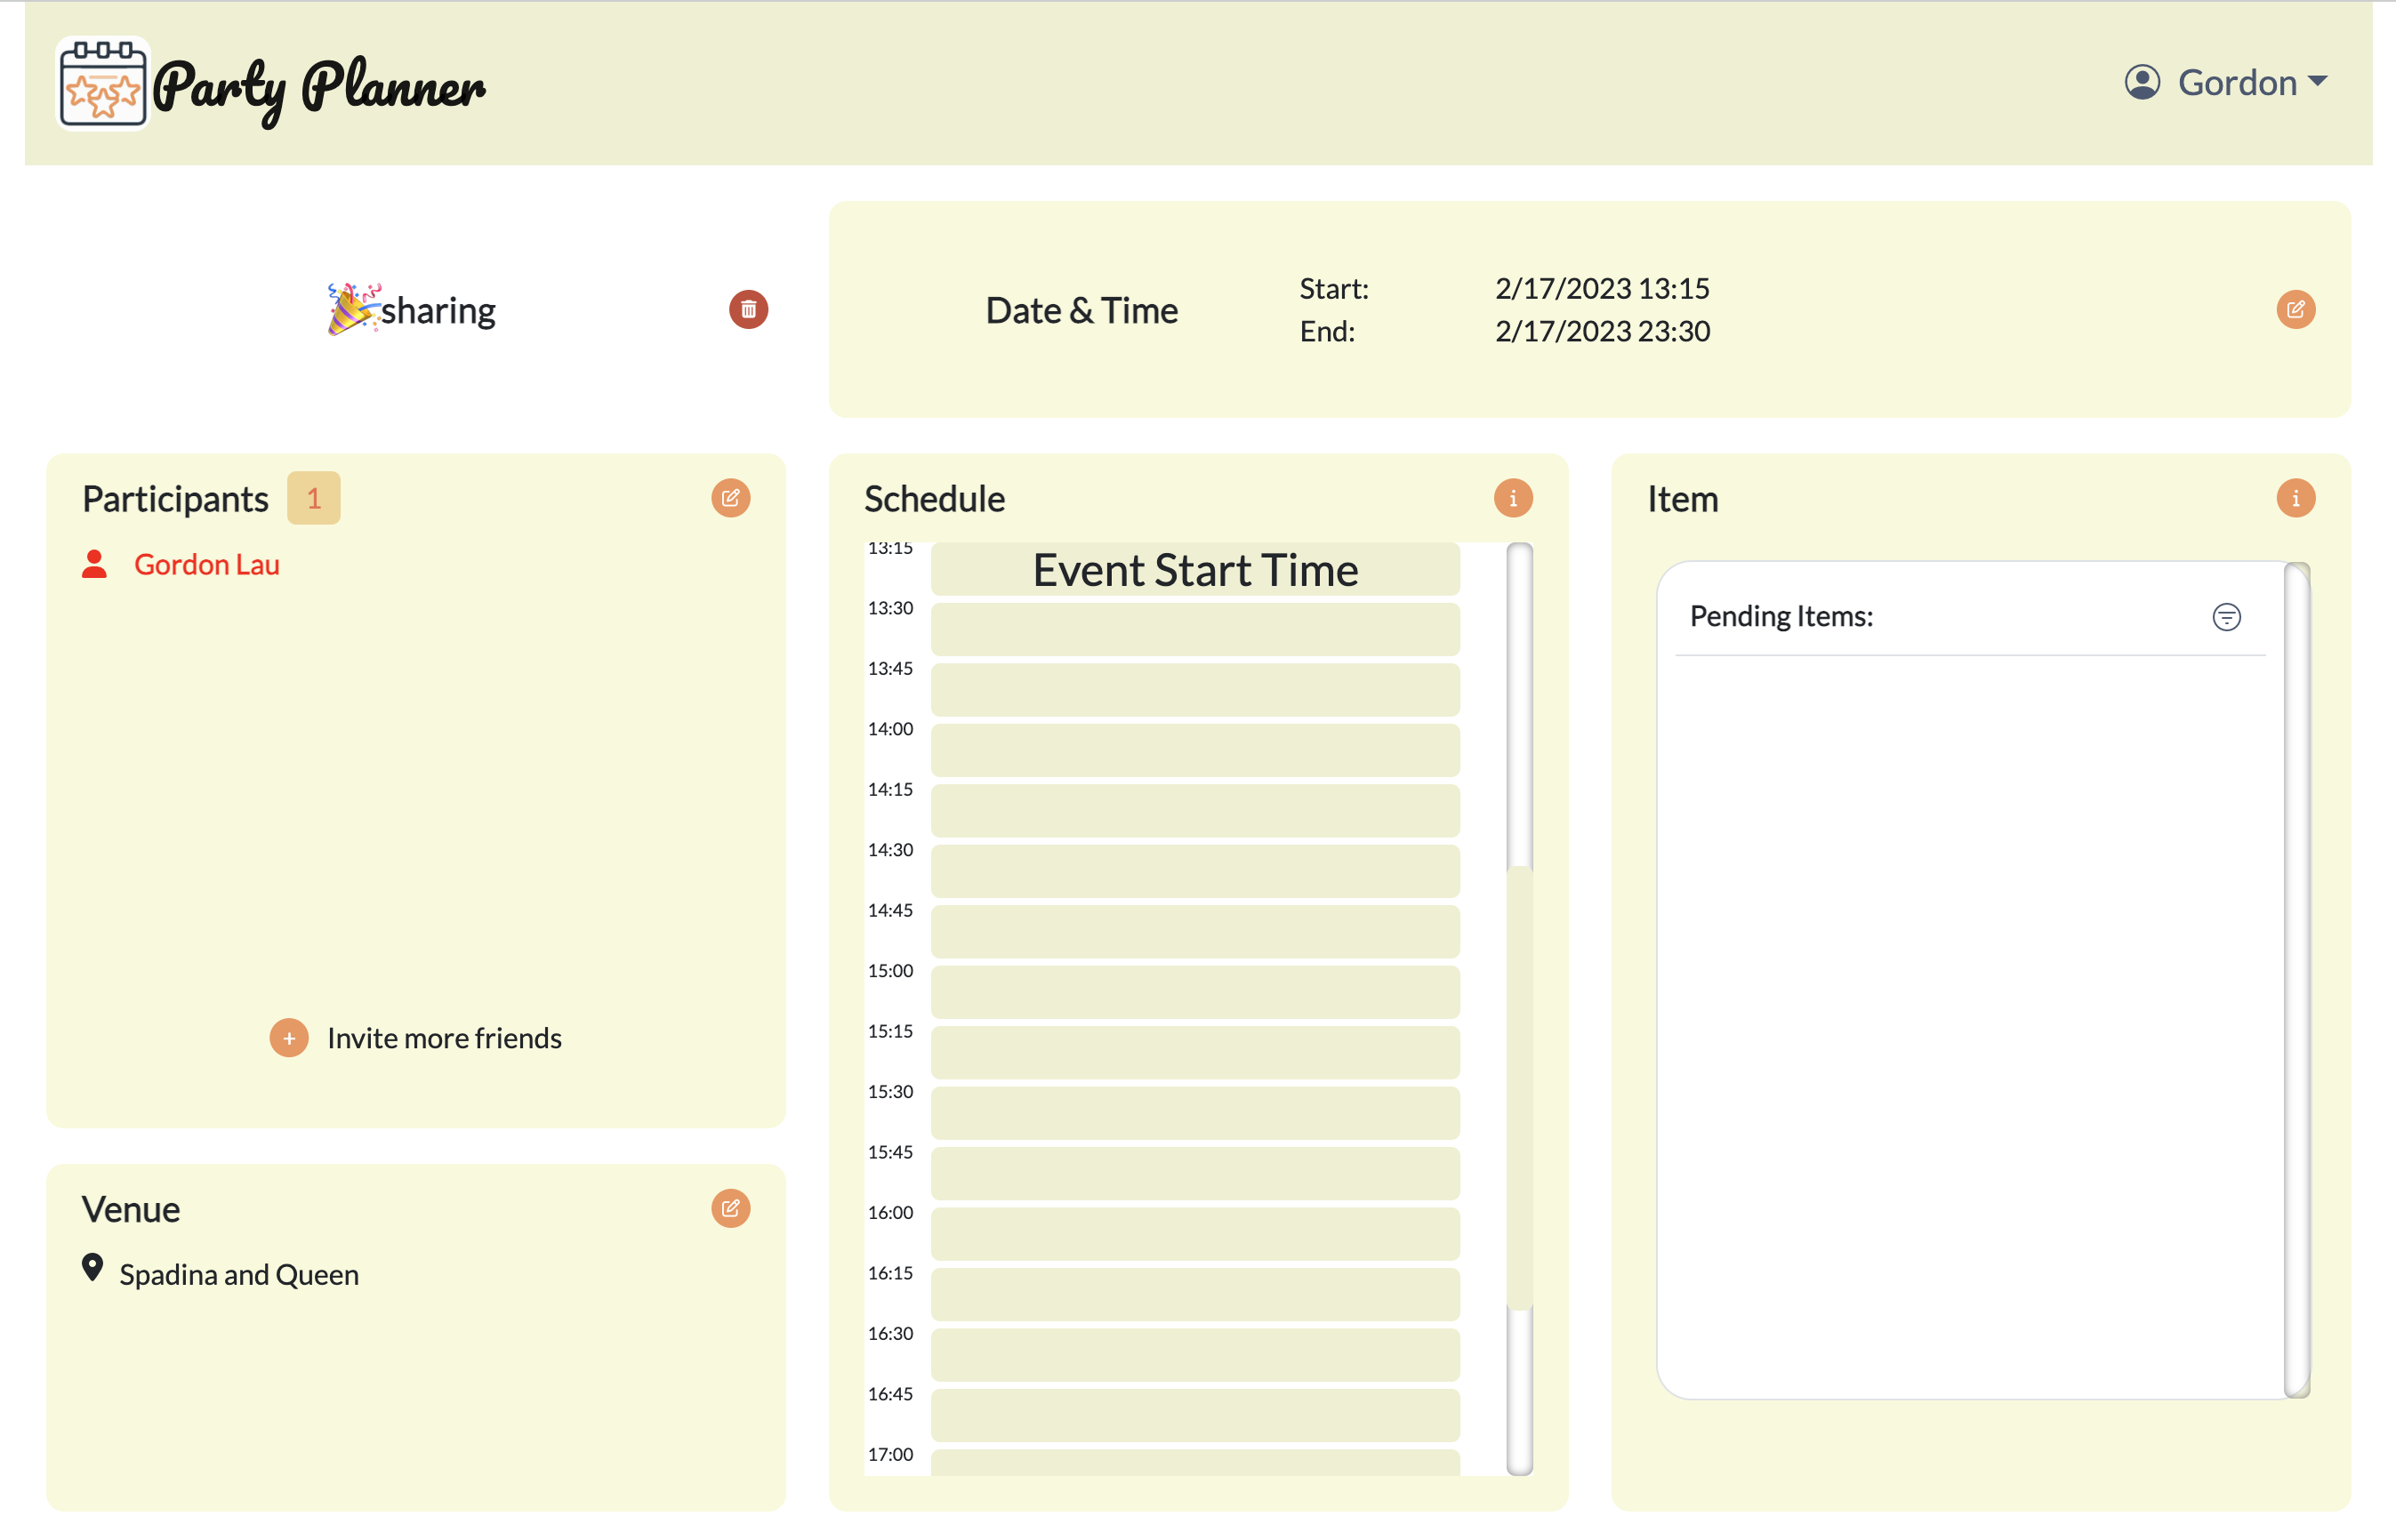 Party Planner
Gordon
sharing
Date & Time
Start: 2/17/2023 13:15
End: 2/17/2023 23:30
Participants 1
Gordon Lau
Invite more friends
Venue
Spadina and Queen
Schedule
13:15 Event Start Time
13:30
13:45
14:00
14:15
14:30
14:45
15:00
15:15
15:30
15:45
16:00
16:15
16:30
16:45
17:00
Item
Pending Items: